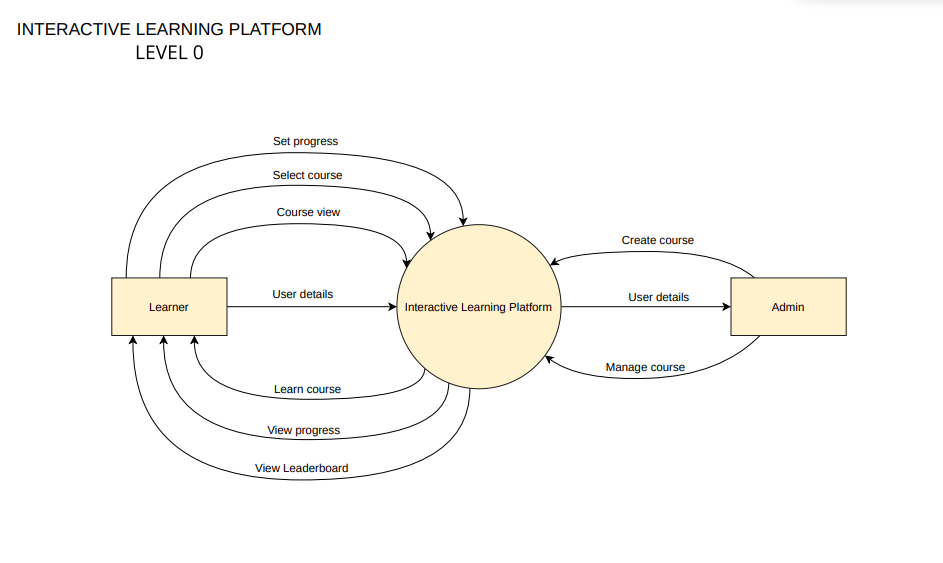 INTERACTIVE LEARNING PLATFORM
LEVEL 0
Set progress
Select course
Course view
Create course
User details
User details
Learner
Interactive Learning Platform
Admin
Manage course
Learn course
View progress
View Leaderboard